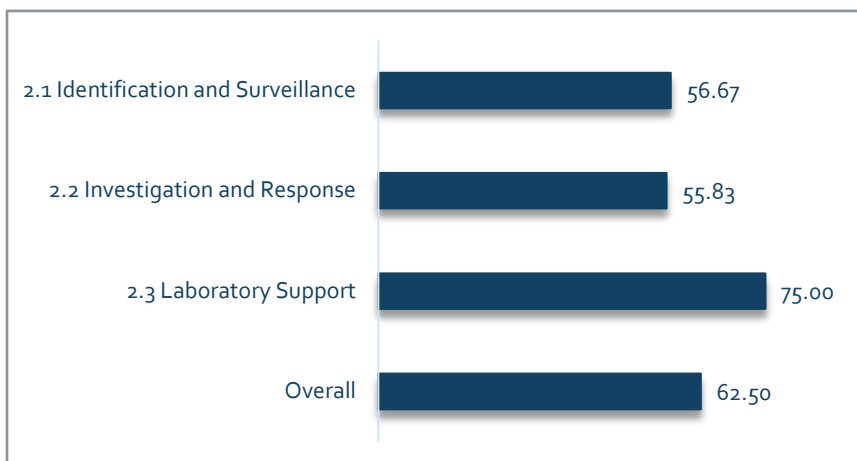 2.1 Identification and Surveillance 56.67
2.2 Investigation and Response 55.83
2.3 Laboratory Support 75.00
Overall 62.50